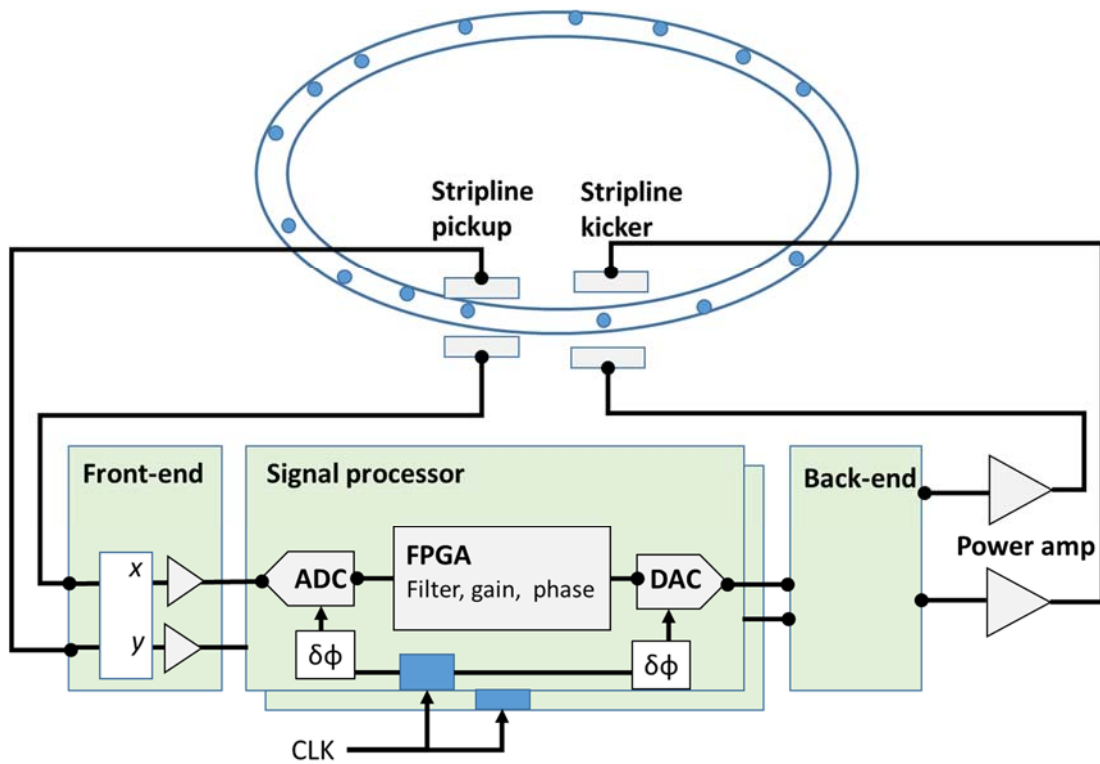 Stripline
pickup
Stripline
kicker
Front-end
Signal processor
Back-end
x
y
ADC
FPGA
Filter, gain, phase
DAC
Power amp
δϕ
δϕ
CLK